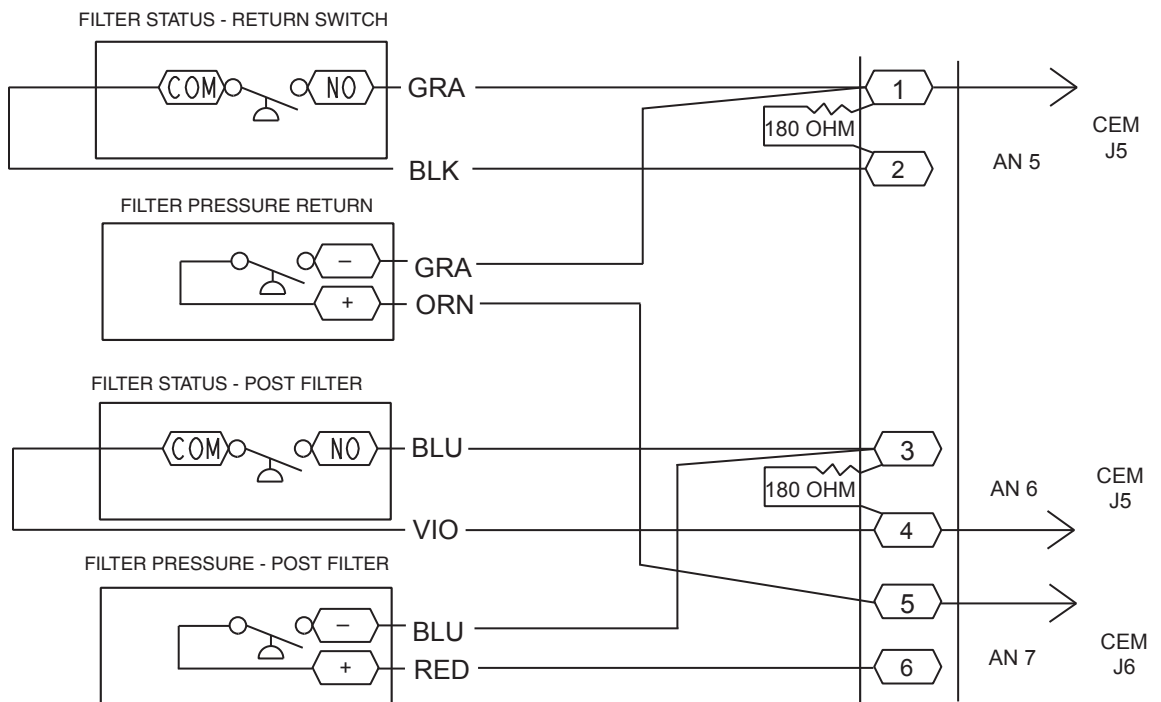 FILTER STATUS - RETURN SWITCH
COM NO GRA 1
180 OHM
CEM
J5
BLK 2 AN 5
FILTER PRESSURE RETURN
– GRA
+ ORN
FILTER STATUS - POST FILTER
COM NO BLU 3
180 OHM
AN 6
CEM
J5
VIO 4
FILTER PRESSURE - POST FILTER
5
– BLU
+ RED 6
AN 7
CEM
J6